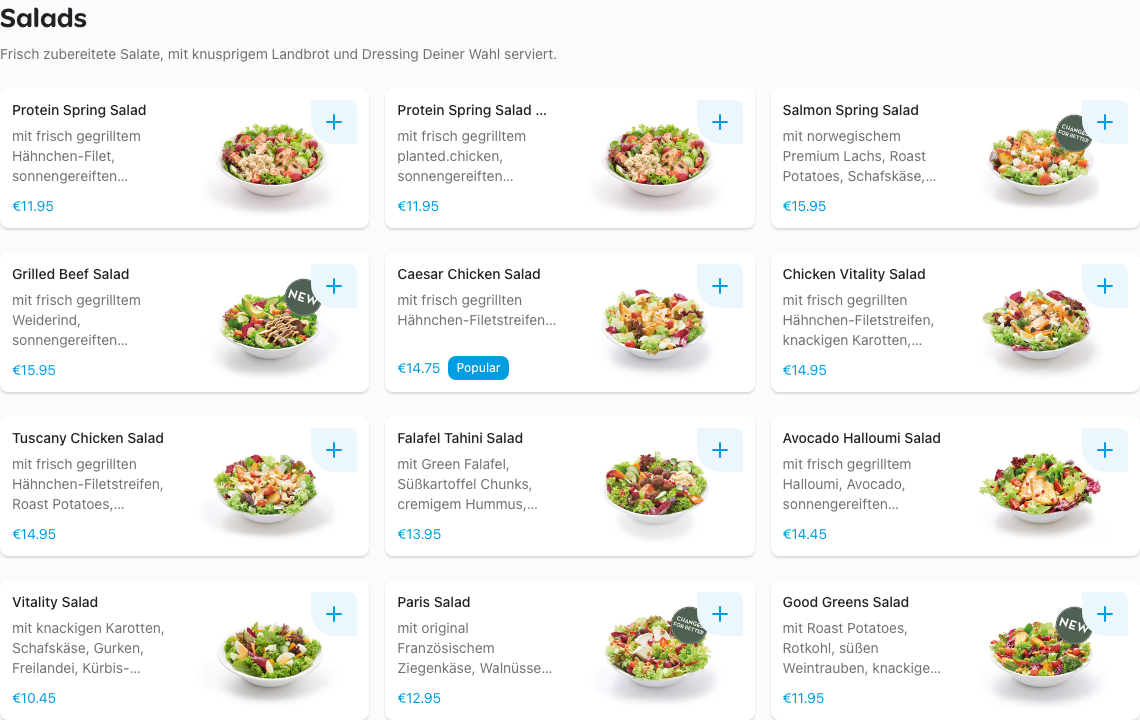 Salads
Frisch zubereitete Salate, mit knusprigem Landbrot und Dressing Deiner Wahl serviert.
Protein Spring Salad
mit frisch gegrilltem
Hähnchen-Filet,
sonnengereiften...
€11.95
Protein Spring Salad ...
mit frisch gegrilltem
planted.chicken,
sonnengereiften...
€11.95
Salmon Spring Salad
mit norwegischem
Premium Lachs, Roast
Potatoes, Schafskäse,...
€15.95
CHANGED
FOR BETTER
Grilled Beef Salad
mit frisch gegrilltem
Weiderind,
sonnengereiften...
€15.95
NEW
Caesar Chicken Salad
mit frisch gegrillten
Hähnchen-Filetstreifen...
€14.75 Popular
Chicken Vitality Salad
mit frisch gegrillten
Hähnchen-Filetstreifen,
knackigen Karotten,...
€14.95
Tuscany Chicken Salad
mit frisch gegrillten
Hähnchen-Filetstreifen,
Roast Potatoes,...
€14.95
Falafel Tahini Salad
mit Green Falafel,
Süßkartoffel Chunks,
cremigem Hummus,...
€13.95
Avocado Halloumi Salad
mit frisch gegrilltem
Halloumi, Avocado,
sonnengereiften...
€14.45
Vitality Salad
mit knackigen Karotten,
Schafskäse, Gurken,
Freilandei, Kürbis-...
€10.45
Paris Salad
mit original
Französischem
Ziegenkäse, Walnüsse...
€12.95
CHANGED
FOR BETTER
Good Greens Salad
mit Roast Potatoes,
Rotkohl, süßen
Weintrauben, knackige...
€11.95
NEW